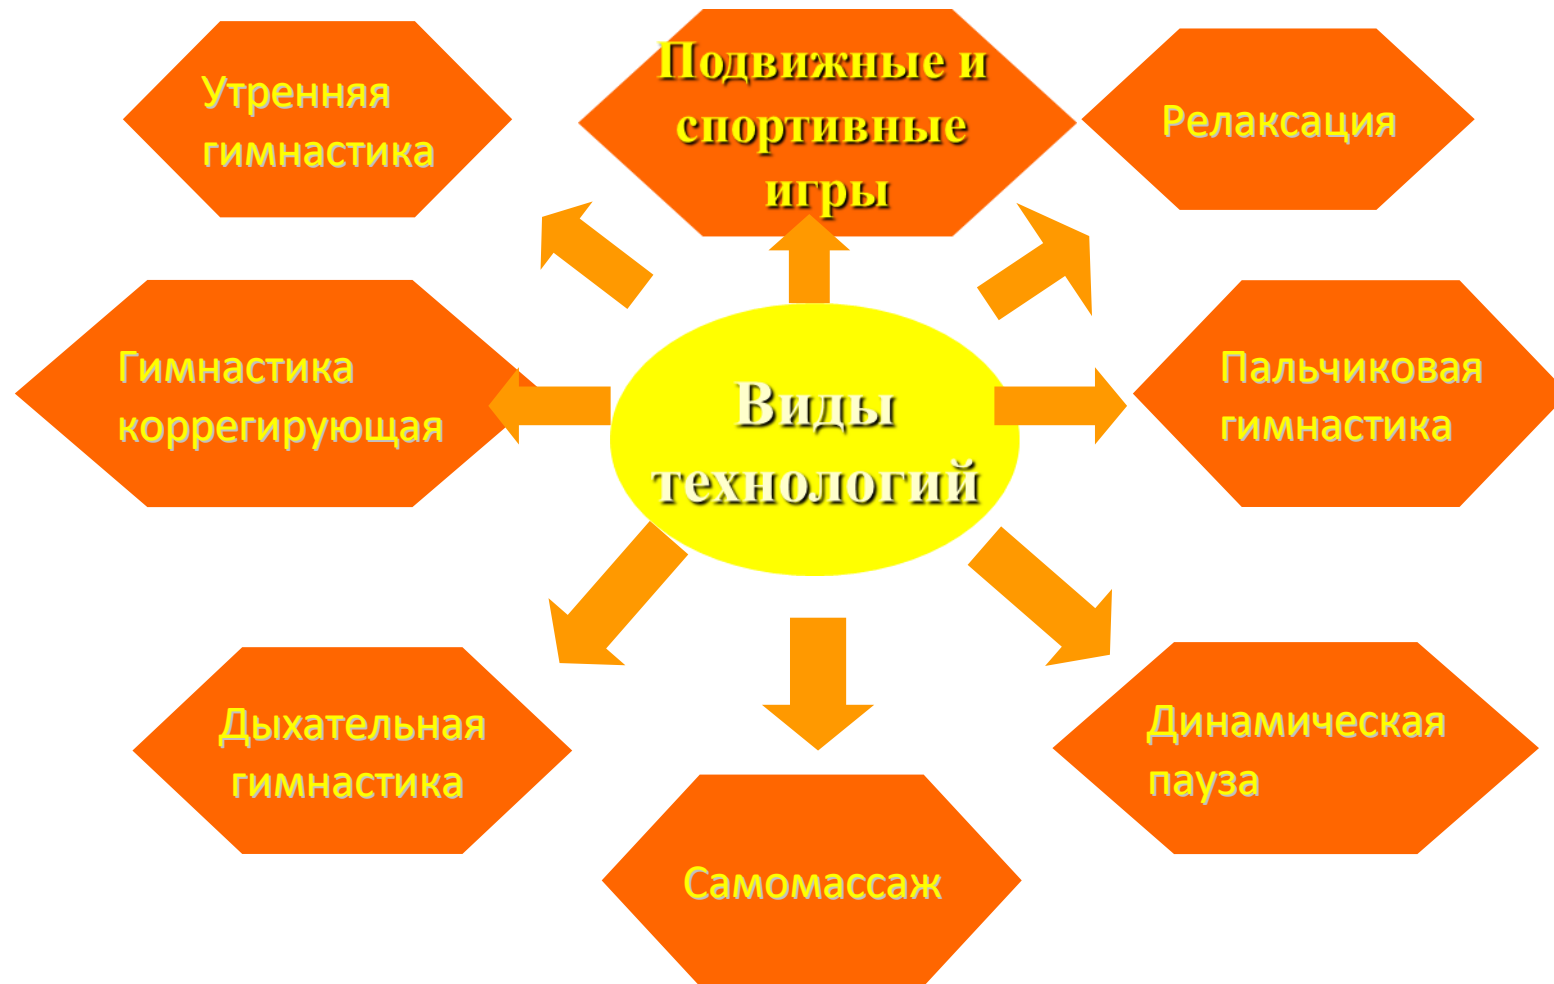 Утренняя
гимнастика
Подвижные и
спортивные
игры
Релаксация
Гимнастика
коррегирующая
Виды
технологий
Пальчиковая
гимнастика
Дыхательная
гимнастика
Самомассаж
Динамическая
пауза